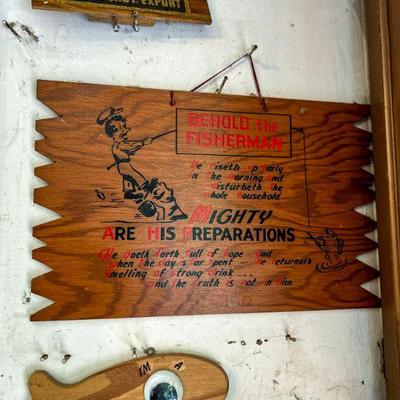 EXPORT
BEHOLD the
FISHERMAN
He Riseth up Early
in the Morning and
Disturbeth the
Whole Household
MIGHTY
ARE HIS PREPARATIONS
He Goeth Forth Full of Hope and
When the Day is Far Spent - He Returneth
Smelling of Strong Drink...
and the Truth is Not in Him
I'M A